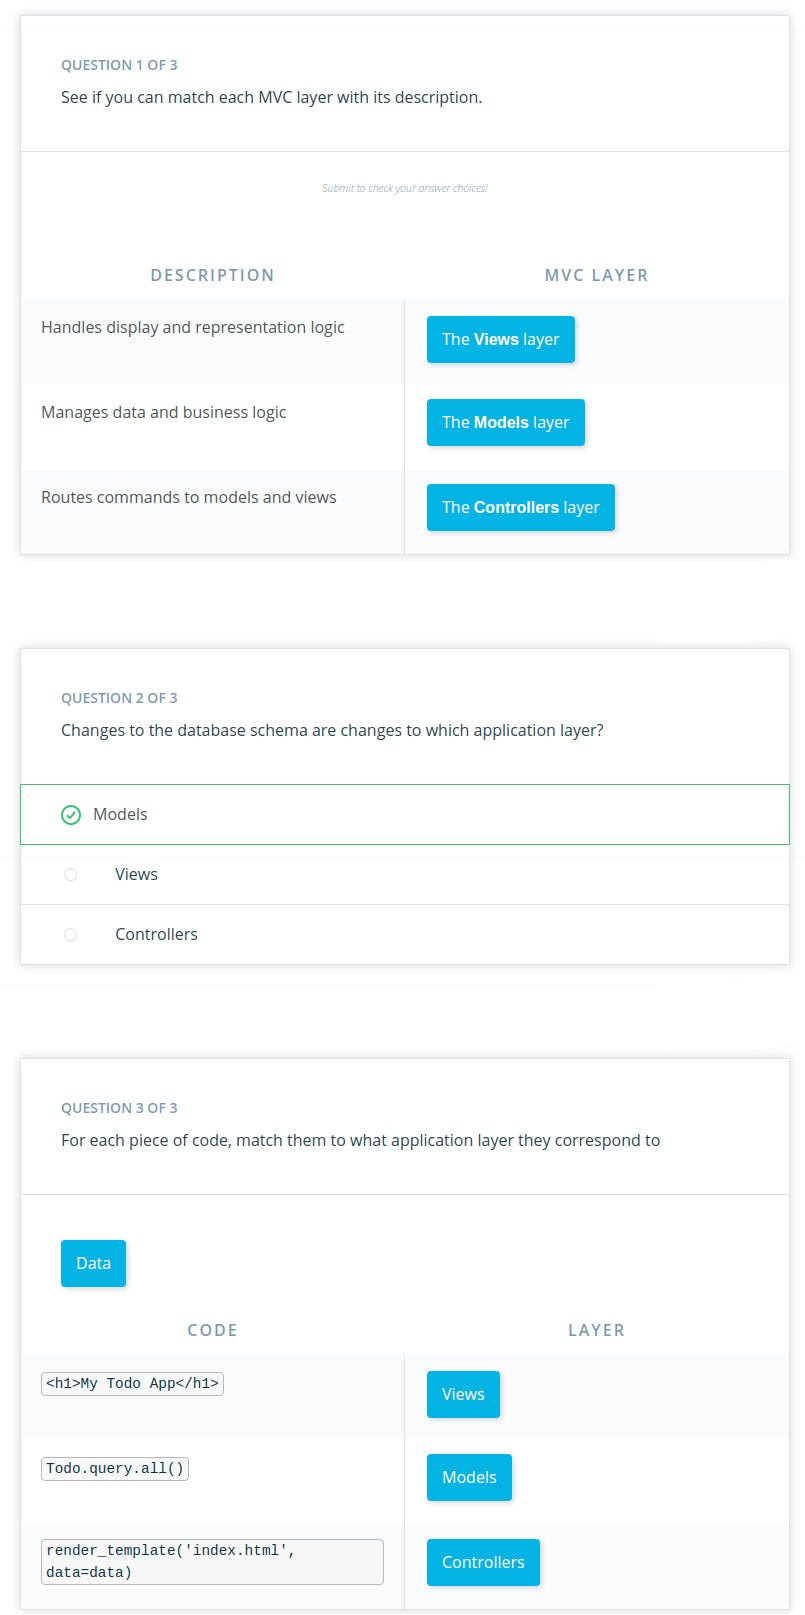 QUESTION 1 OF 3
See if you can match each MVC layer with its description.
Submit to check your answer choices!
DESCRIPTION
MVC LAYER
Handles display and representation logic
The Views layer
Manages data and business logic
The Models layer
Routes commands to models and views
The Controllers layer
QUESTION 2 OF 3
Changes to the database schema are changes to which application layer?
Models
Views
Controllers
QUESTION 3 OF 3
For each piece of code, match them to what application layer they correspond to
Data
CODE
LAYER
<h1>My Todo App</h1>
Views
Todo.query.all()
Models
render_template('index.html',
data=data)
Controllers